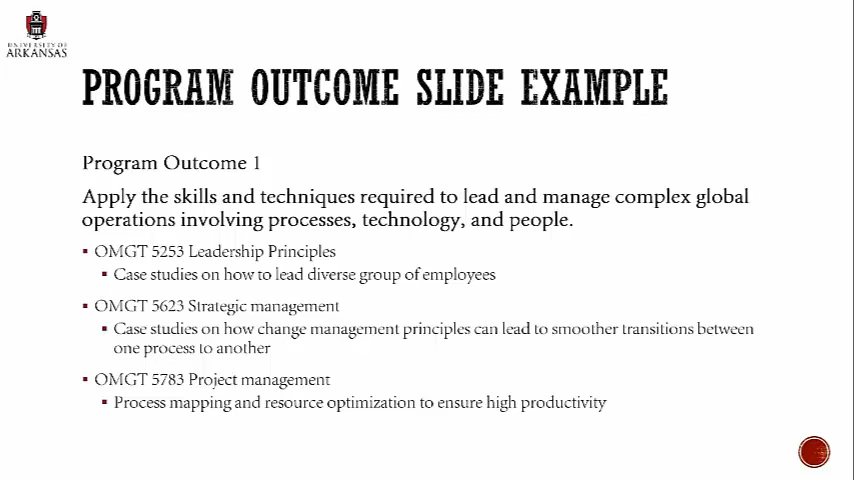 UNIVERSITY OF
ARKANSAS
PROGRAM OUTCOME SLIDE EXAMPLE
Program Outcome 1
Apply the skills and techniques required to lead and manage complex global
operations involving processes, technology, and people.
▪ OMGT 5253 Leadership Principles
▪ Case studies on how to lead diverse group of employees
▪ OMGT 5623 Strategic management
▪ Case studies on how change management principles can lead to smoother transitions between
one process to another
▪ OMGT 5783 Project management
▪ Process mapping and resource optimization to ensure high productivity